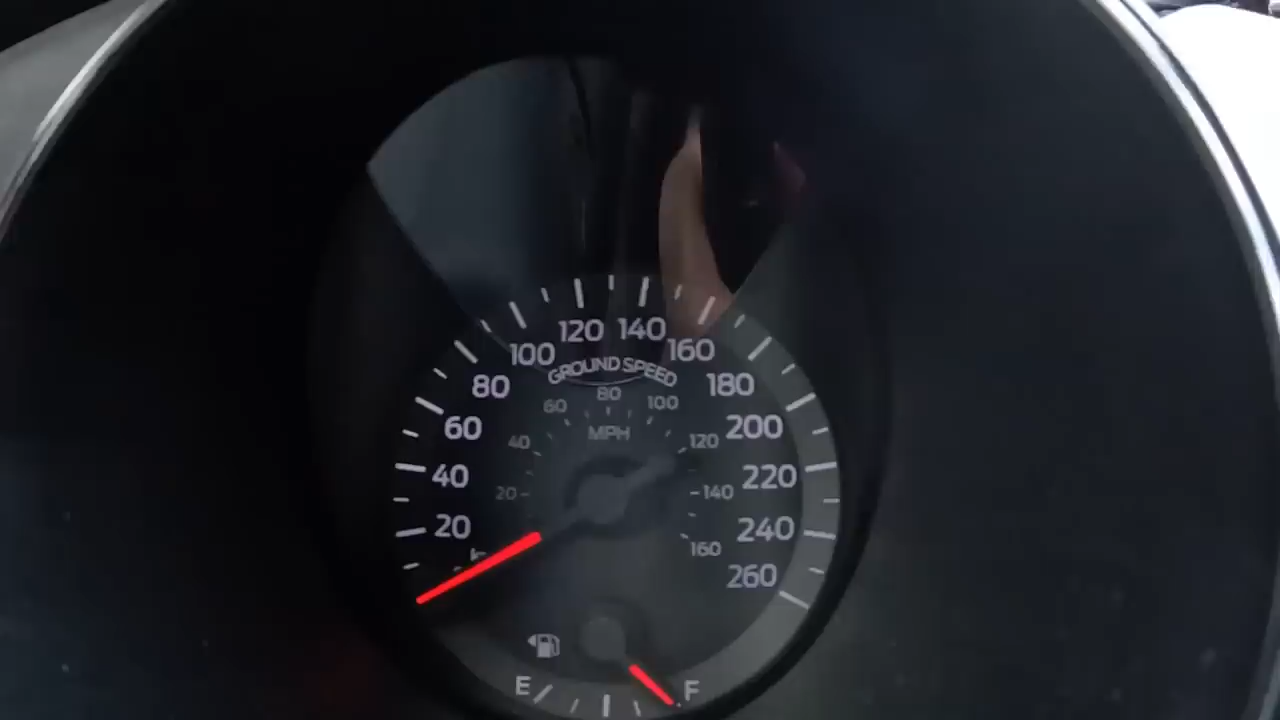 120 140
100 160
GROUND SPEED
80 180
60 80 100
60 MPH 200
40 120
40 220
20 140
20 240
160
260
E F